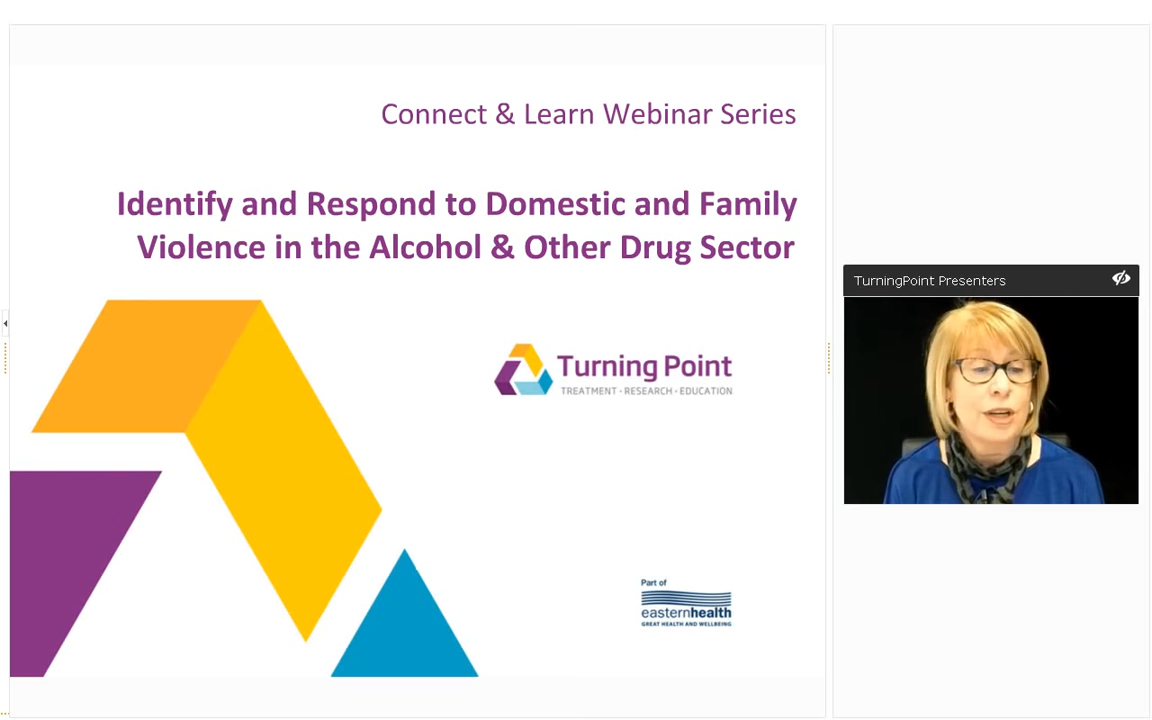 Connect & Learn Webinar Series
Identify and Respond to Domestic and Family
Violence in the Alcohol & Other Drug Sector
Turning Point
TREATMENT • RESEARCH • EDUCATION
Part of
easternhealth
GREAT HEALTH AND WELLBEING
TurningPoint Presenters